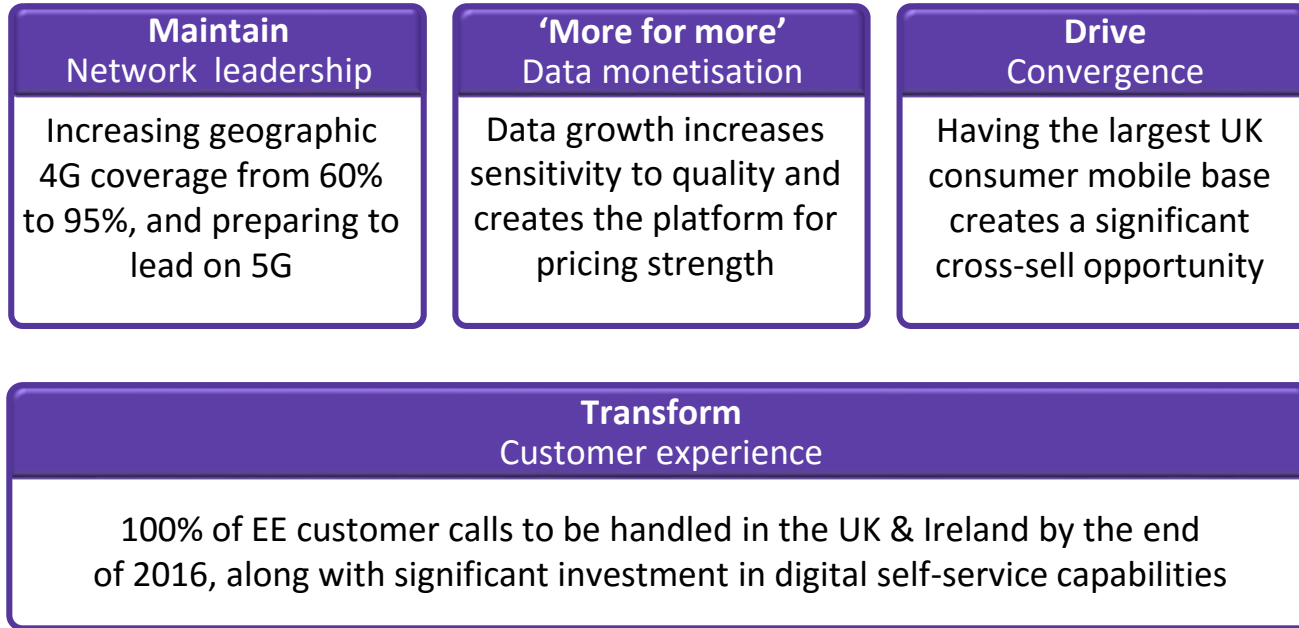 Maintain
Network leadership
Increasing geographic
4G coverage from 60%
to 95%, and preparing to
lead on 5G
‘More for more’
Data monetisation
Data growth increases
sensitivity to quality and
creates the platform for
pricing strength
Drive
Convergence
Having the largest UK
consumer mobile base
creates a significant
cross-sell opportunity
Transform
Customer experience
100% of EE customer calls to be handled in the UK & Ireland by the end
of 2016, along with significant investment in digital self-service capabilities